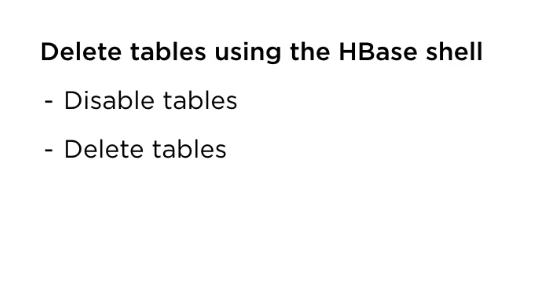 Delete tables using the HBase shell
- Disable tables
- Delete tables